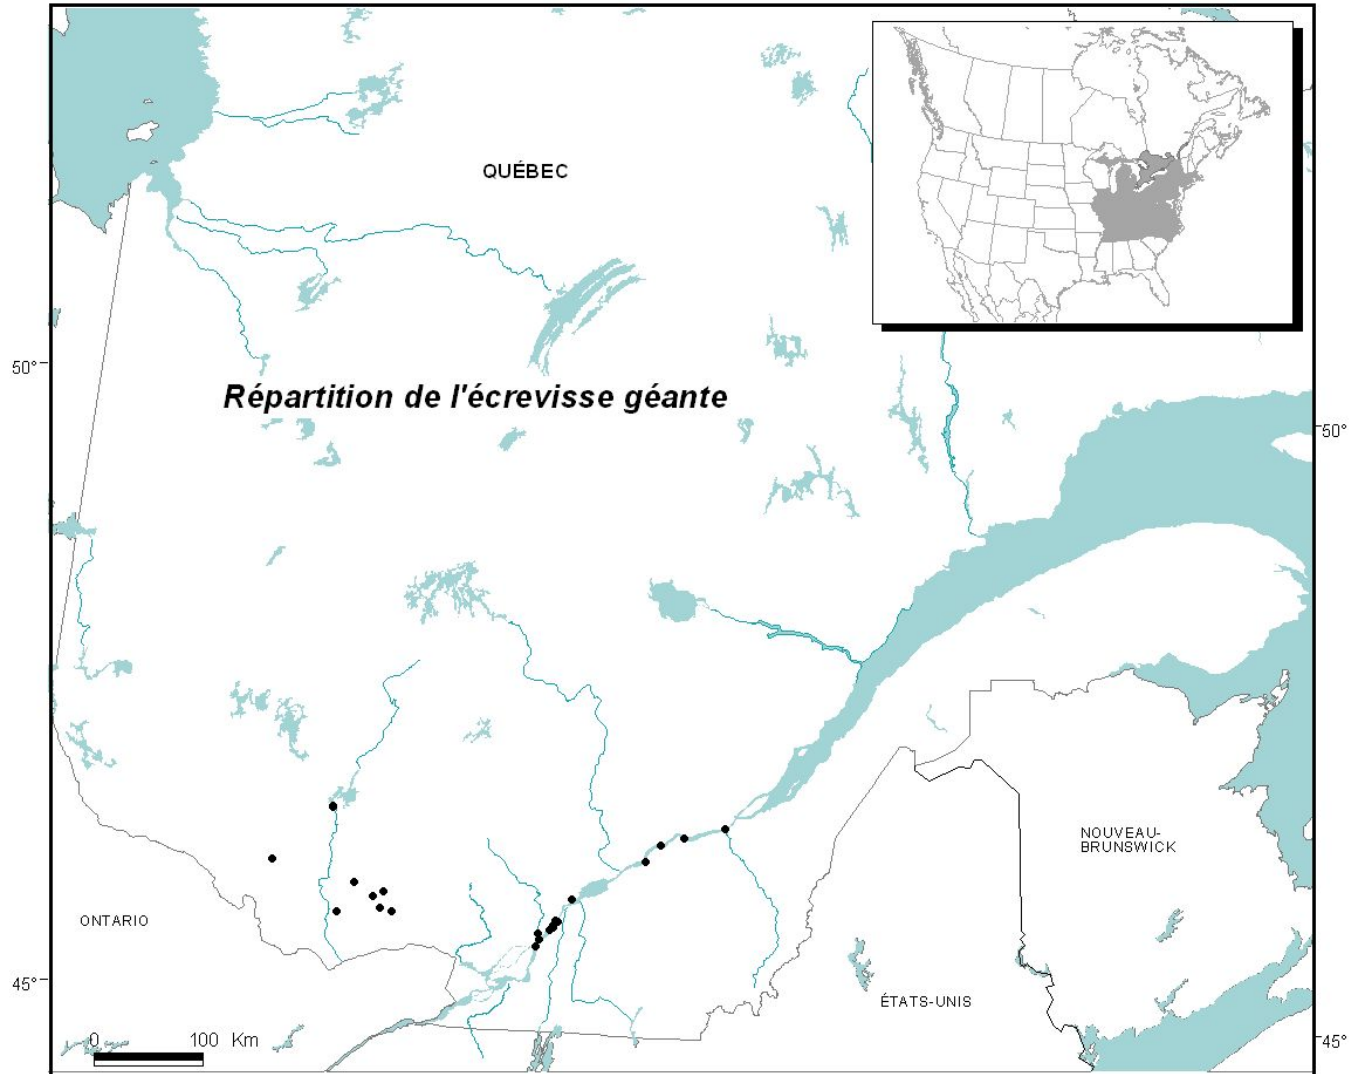 QUÉBEC
50°
Répartition de l'écrevisse géante
50°
NOUVEAU-
BRUNSWICK
ONTARIO
45°
ÉTATS-UNIS
0 100 Km
45°